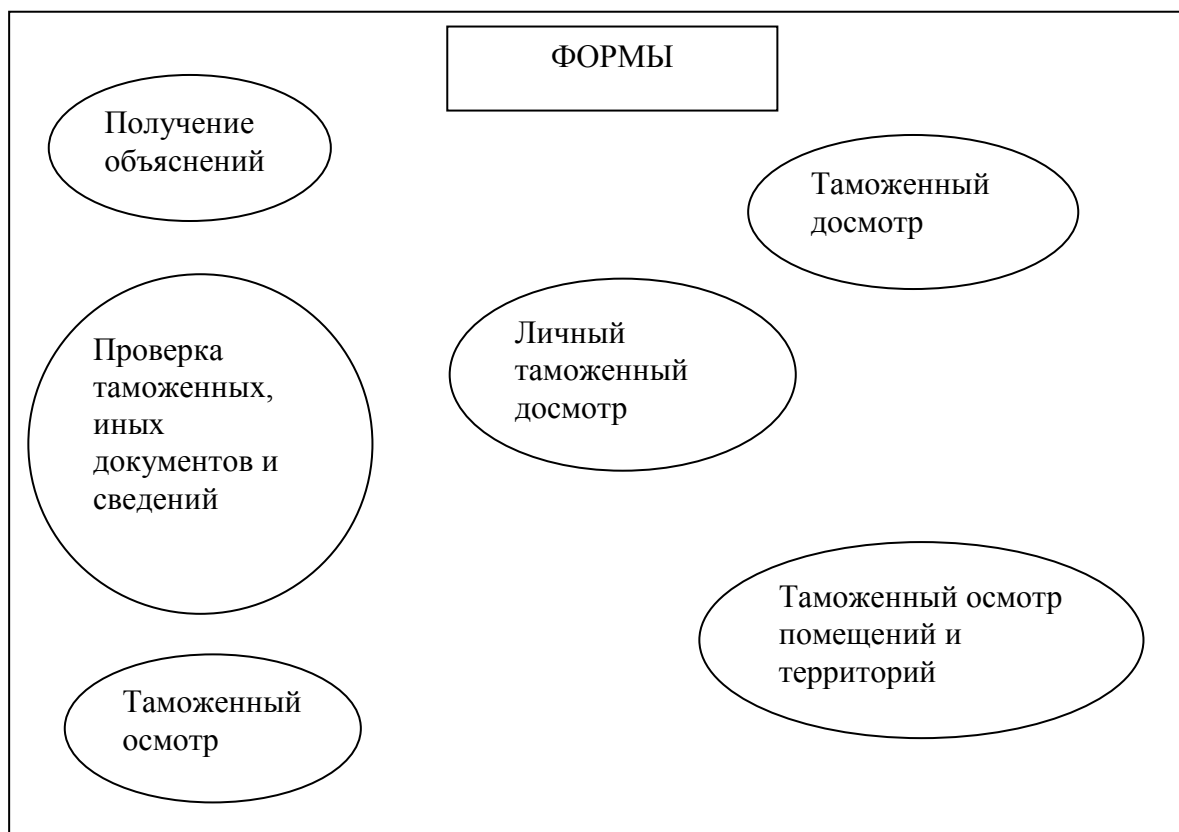 ФОРМЫ
Получение
объяснений
Таможенный
досмотр
Личный
таможенный
досмотр
Проверка
таможенных,
иных
документов и
сведений
Таможенный осмотр
помещений и
территорий
Таможенный
осмотр